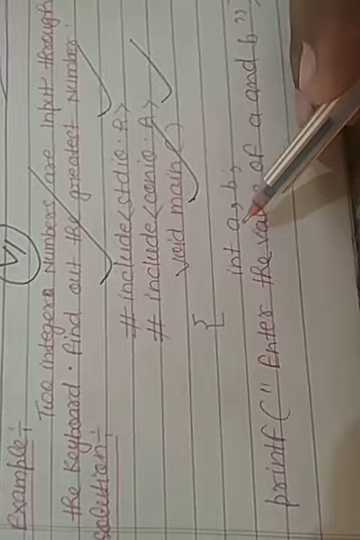 Example:-
Two integers Numbers are input through
the Keyboard. Find out the greatest Number.
Solution:-
# include<stdio.h>
# include<conio.h>
void main()
{
int a, b;
printf(" Enter the value of a and b")